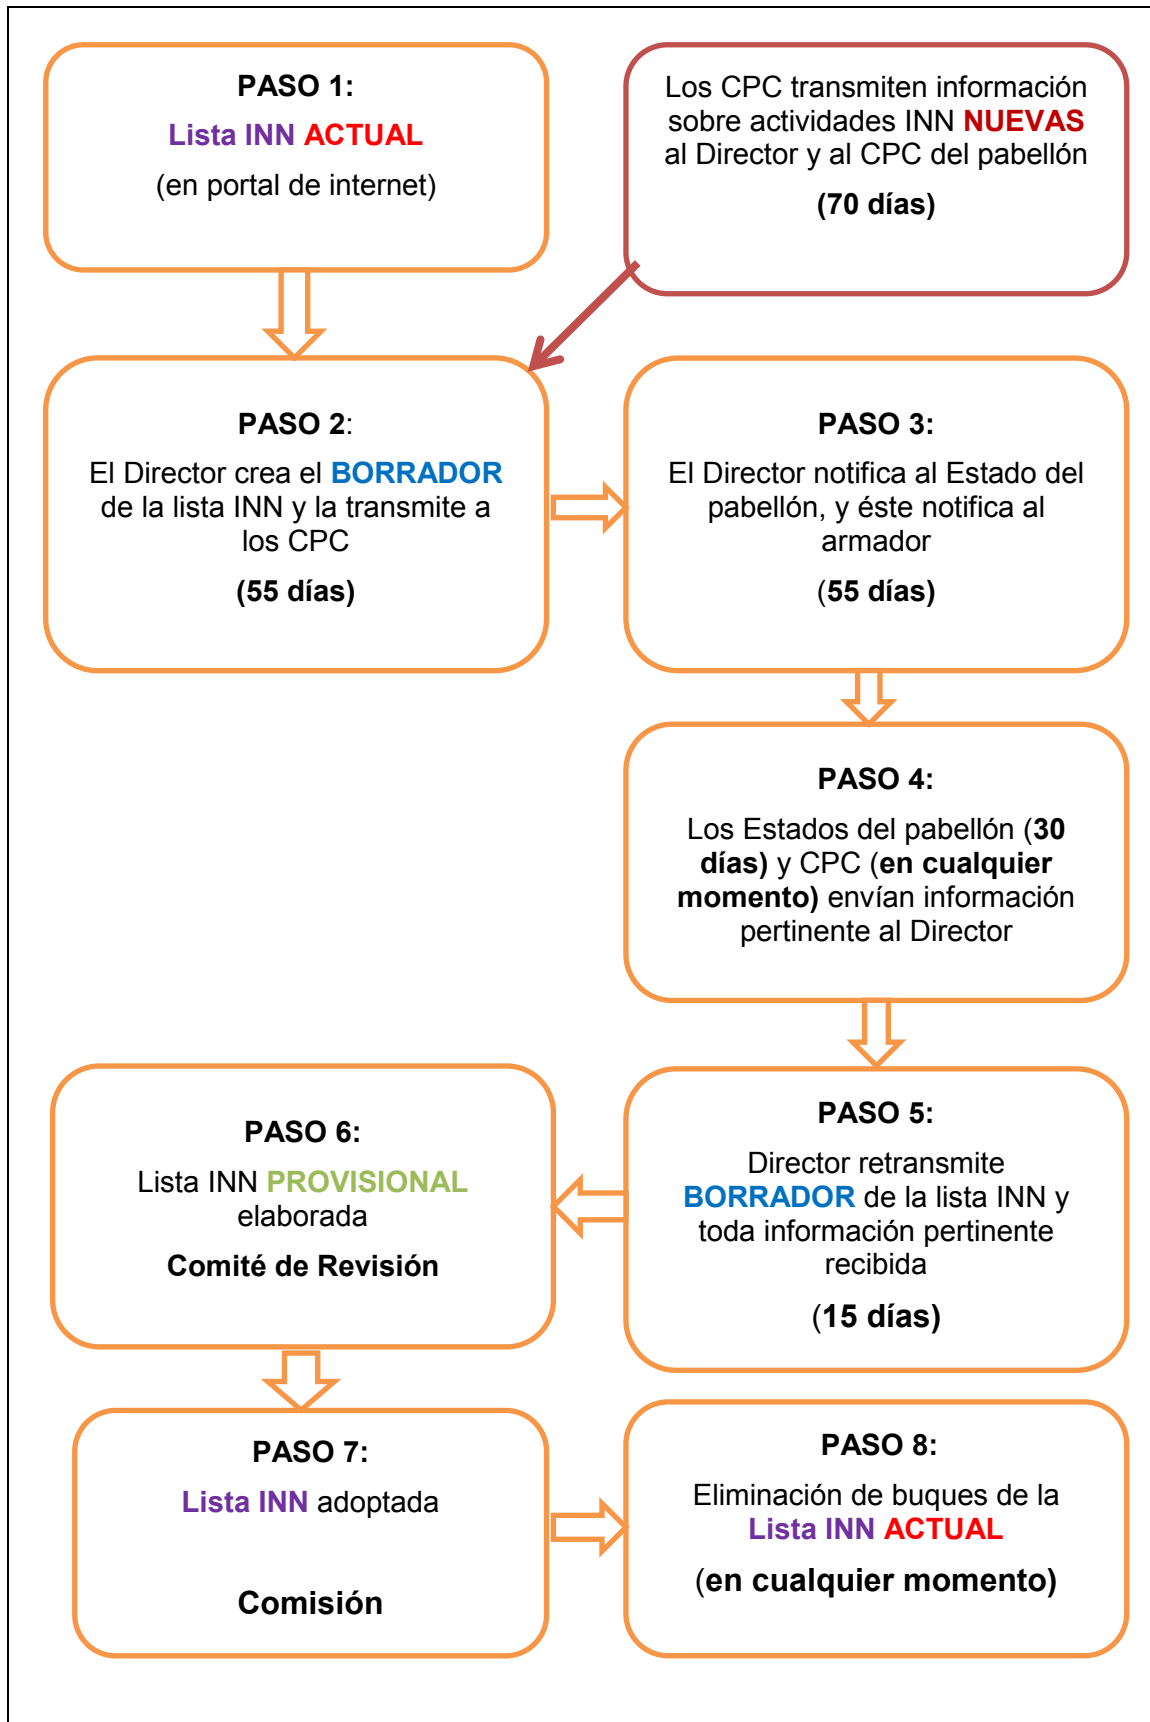 PASO 1:
Lista INN ACTUAL
(en portal de internet)
Los CPC transmiten información
sobre actividades INN NUEVAS
al Director y al CPC del pabellón
(70 días)
PASO 2:
El Director crea el BORRADOR
de la lista INN y la transmite a
los CPC
(55 días)
PASO 3:
El Director notifica al Estado del
pabellón, y éste notifica al
armador
(55 días)
PASO 4:
Los Estados del pabellón (30
días) y CPC (en cualquier
momento) envían información
pertinente al Director
PASO 5:
Director retransmite
BORRADOR de la lista INN y
toda información pertinente
recibida
(15 días)
PASO 6:
Lista INN PROVISIONAL
elaborada
Comité de Revisión
PASO 7:
Lista INN adoptada
Comisión
PASO 8:
Eliminación de buques de la
Lista INN ACTUAL
(en cualquier momento)